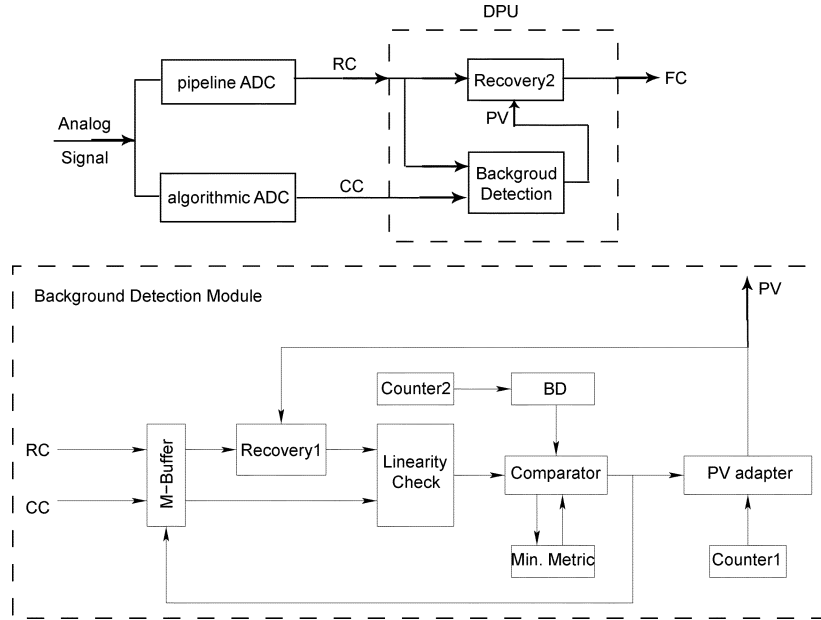 DPU
pipeline ADC
RC
Recovery2
FC
PV
Analog
Signal
Backgroud
Detection
algorithmic ADC
CC
Background Detection Module
PV
Counter2
BD
RC
M-Buffer
Recovery1
Linearity
Check
Comparator
PV adapter
CC
Min. Metric
Counter1